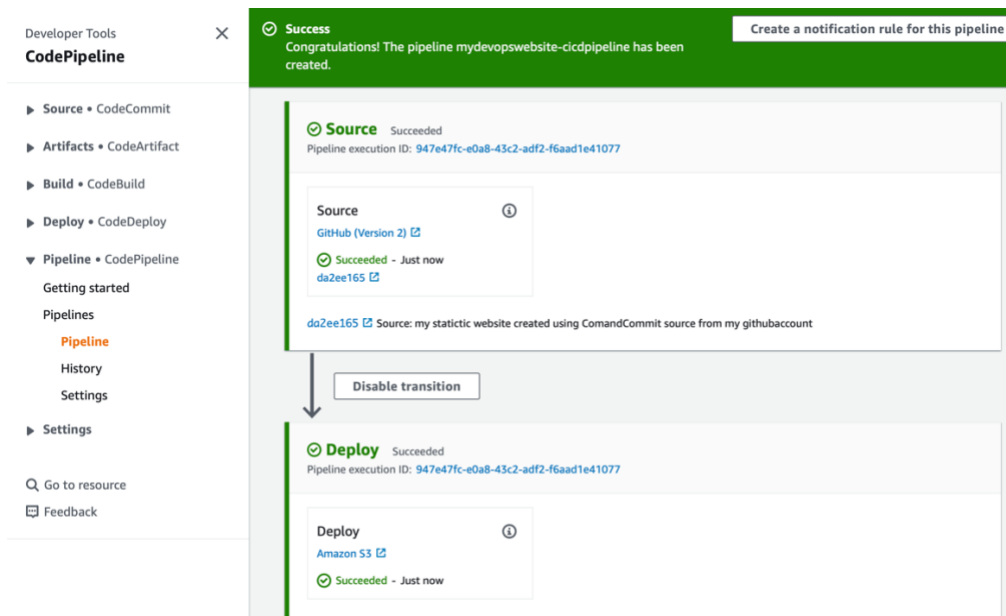 Developer Tools
CodePipeline
Source • CodeCommit
Artifacts • CodeArtifact
Build • CodeBuild
Deploy • CodeDeploy
Pipeline • CodePipeline
Getting started
Pipelines
Pipeline
History
Settings
Settings
Go to resource
Feedback
Success
Congratulations! The pipeline mydevopswebsite-cicdpipeline has been
created.
Create a notification rule for this pipeline
Source Succeeded
Pipeline execution ID: 947e47fc-e0a8-43c2-adf2-f6aad1e41077
Source
GitHub (Version 2)
Succeeded - Just now
da2ee165
da2ee165 Source: my statictic website created using ComandCommit source from my githubaccount
Disable transition
Deploy Succeeded
Pipeline execution ID: 947e47fc-e0a8-43c2-adf2-f6aad1e41077
Deploy
Amazon S3
Succeeded - Just now